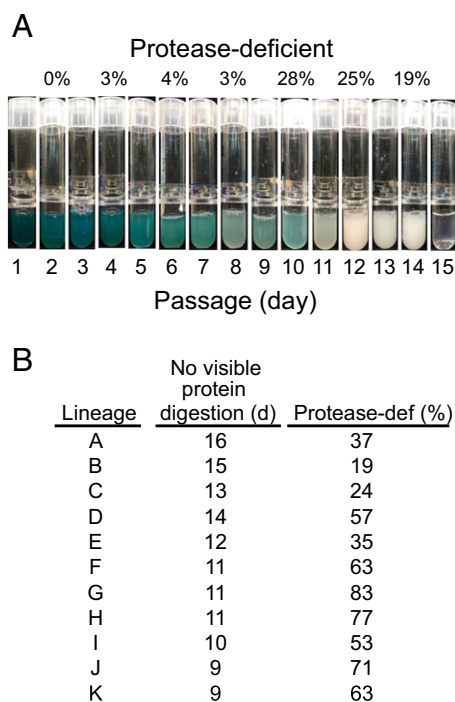 A
Protease-deficient
0% 3% 4% 3% 28% 25% 19%
1 2 3 4 5 6 7 8 9 10 11 12 13 14 15
Passage (day)
B
No visible
protein
Lineage digestion (d) Protease-def (%)
A 16 37
B 15 19
C 13 24
D 14 57
E 12 35
F 11 63
G 11 83
H 11 77
I 10 53
J 9 71
K 9 63